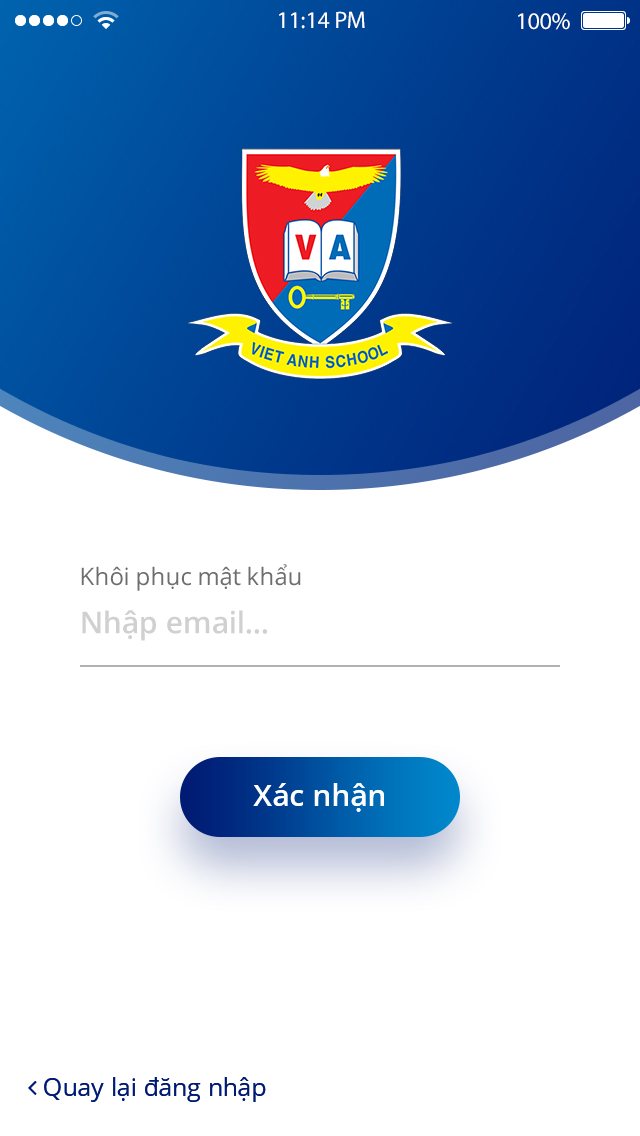 11:14 PM
100%
V A
VIET ANH SCHOOL
Khôi phục mật khẩu
Nhập email...
Xác nhận
Quay lại đăng nhập